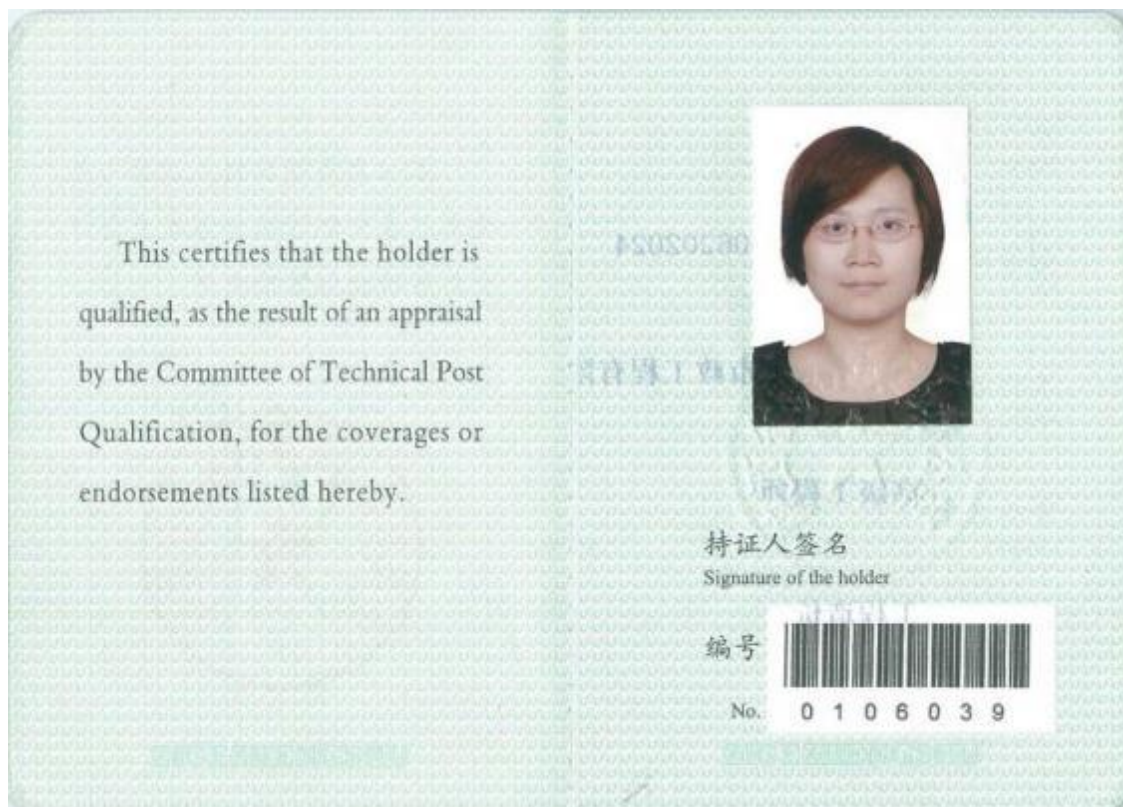 This certifies that the holder is
qualified, as the result of an appraisal
by the Committee of Technical Post
Qualification, for the coverages or
endorsements listed hereby.
持证人签名
Signature of the holder
编号
No.
0106039